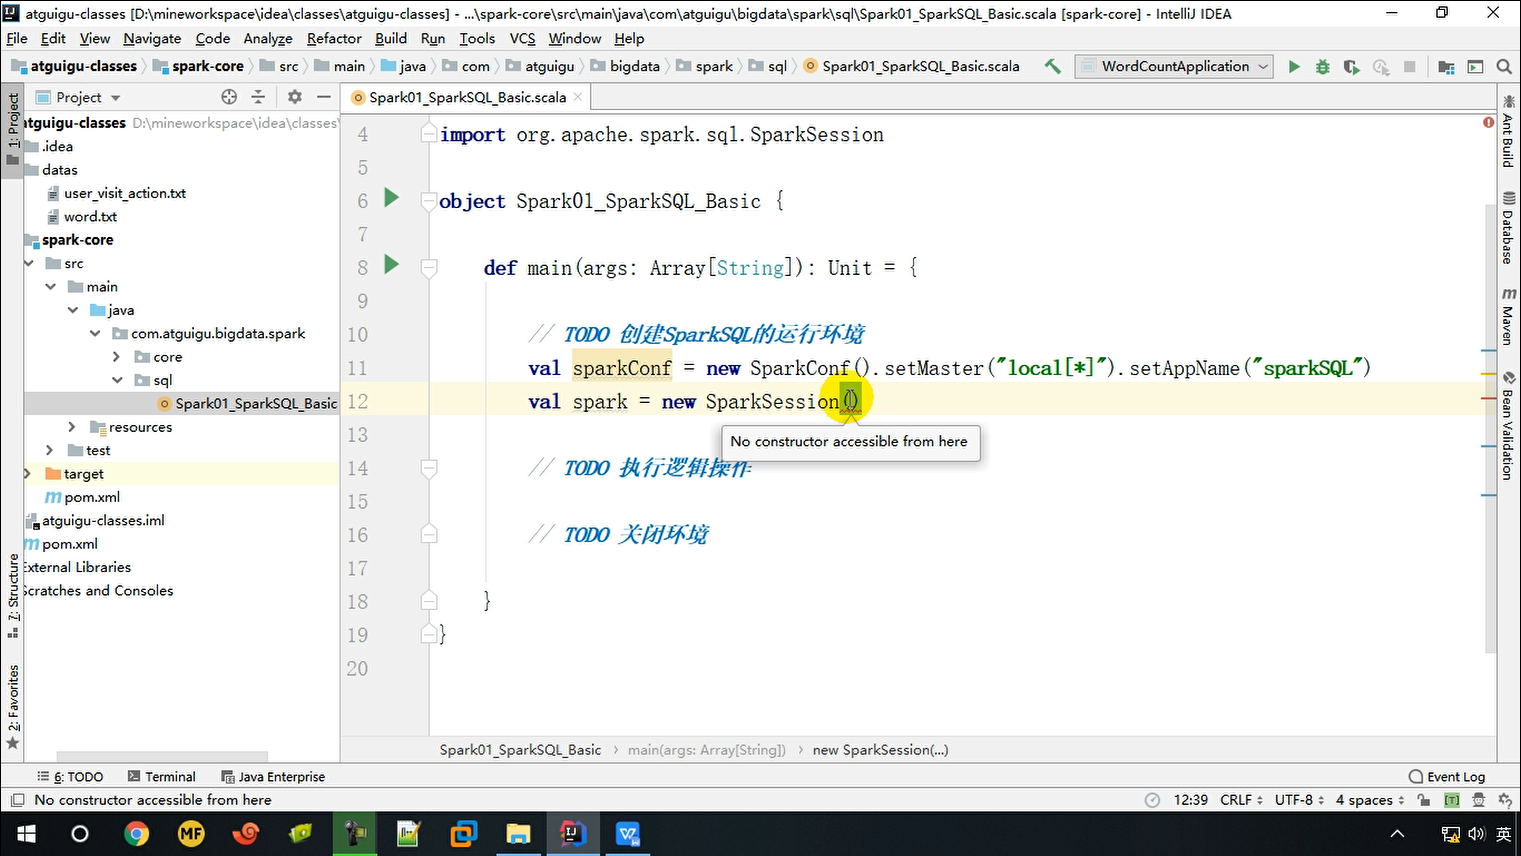 atguigu-classes [D:\mineworkspace\idea\classes\atguigu-classes] - ...\spark-core\src\main\java\com\atguigu\bigdata\spark\sql\Spark01_SparkSQL_Basic.scala [spark-core] - IntelliJ IDEA
File Edit View Navigate Code Analyze Refactor Build Run Tools VCS Window Help
atguigu-classes spark-core src main java com atguigu bigdata spark sql Spark01_SparkSQL_Basic.scala WordCountApplication
1: Project
Project
Spark01_SparkSQL_Basic.scala
atguigu-classes D:\mineworkspace\idea\classes\
.idea
datas
user_visit_action.txt
word.txt
spark-core
src
main
java
com.atguigu.bigdata.spark
core
sql
Spark01_SparkSQL_Basic
resources
test
target
pom.xml
atguigu-classes.iml
pom.xml
External Libraries
Scratches and Consoles
7: Structure
2: Favorites
4 import org.apache.spark.sql.SparkSession
5
6 object Spark01_SparkSQL_Basic {
7
8 def main(args: Array[String]): Unit = {
9
10 // TODO 创建SparkSQL的运行环境
11 val sparkConf = new SparkConf().setMaster("local[*]").setAppName("sparkSQL")
12 val spark = new SparkSession()
No constructor accessible from here
13
14 // TODO 执行逻辑操作
15
16 // TODO 关闭环境
17
18 }
19 }
20
Ant Build
Database
Maven
Bean Validation
Spark01_SparkSQL_Basic main(args: Array[String]) new SparkSession(...)
6: TODO Terminal Java Enterprise Event Log
No constructor accessible from here 12:39 CRLF UTF-8 4 spaces
英